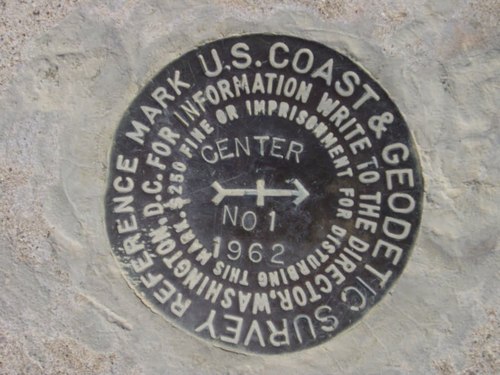 U.S. COAST & GEODETIC SURVEY REFERENCE MARK
FOR INFORMATION WRITE TO THE DIRECTOR, WASHINGTON, D.C.
$250 FINE OR IMPRISONMENT FOR DISTURBING THIS MARK.
CENTER
No 1
1962